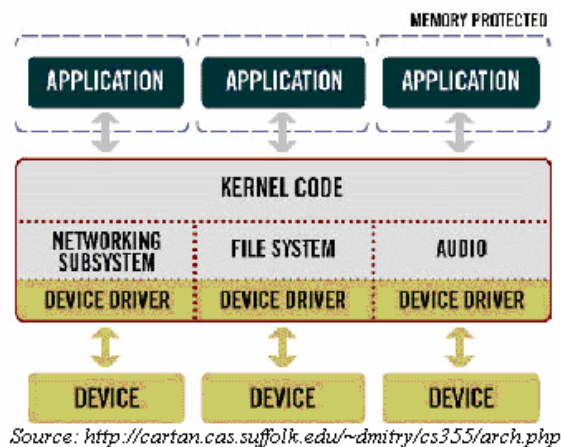 MEMORY PROTECTED
APPLICATION APPLICATION APPLICATION
KERNEL CODE
NETWORKING SUBSYSTEM FILE SYSTEM AUDIO
DEVICE DRIVER DEVICE DRIVER DEVICE DRIVER
DEVICE DEVICE DEVICE
Source: http://cartan.cas.suffolk.edu/~dmitry/cs355/arch.php